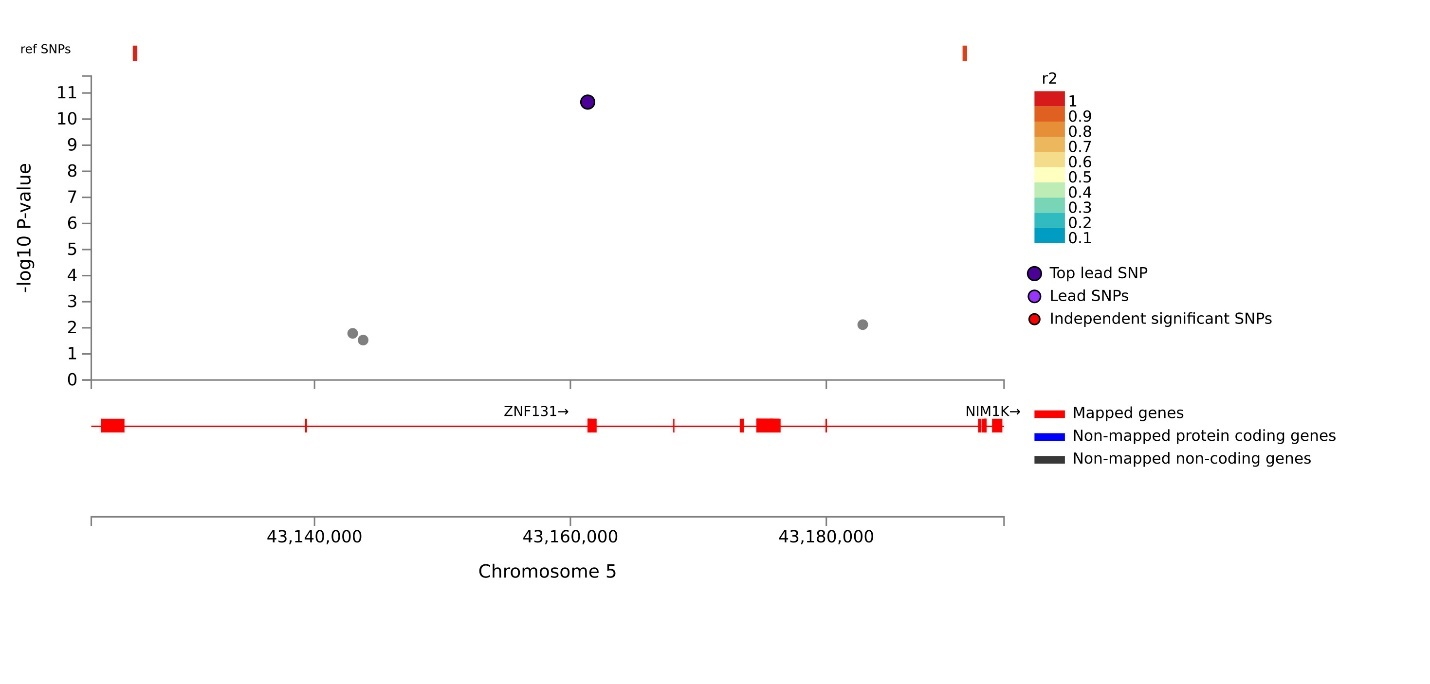 ref SNPs
r2
11
10
9
8
7
6
5
4
3
2
1
0
-log10 P-value
1
0.9
0.8
0.7
0.6
0.5
0.4
0.3
0.2
0.1
Top lead SNP
Lead SNPs
Independent significant SNPs
ZNF131→
NIM1K→
Mapped genes
Non-mapped protein coding genes
Non-mapped non-coding genes
43,140,000 43,160,000 43,180,000
Chromosome 5